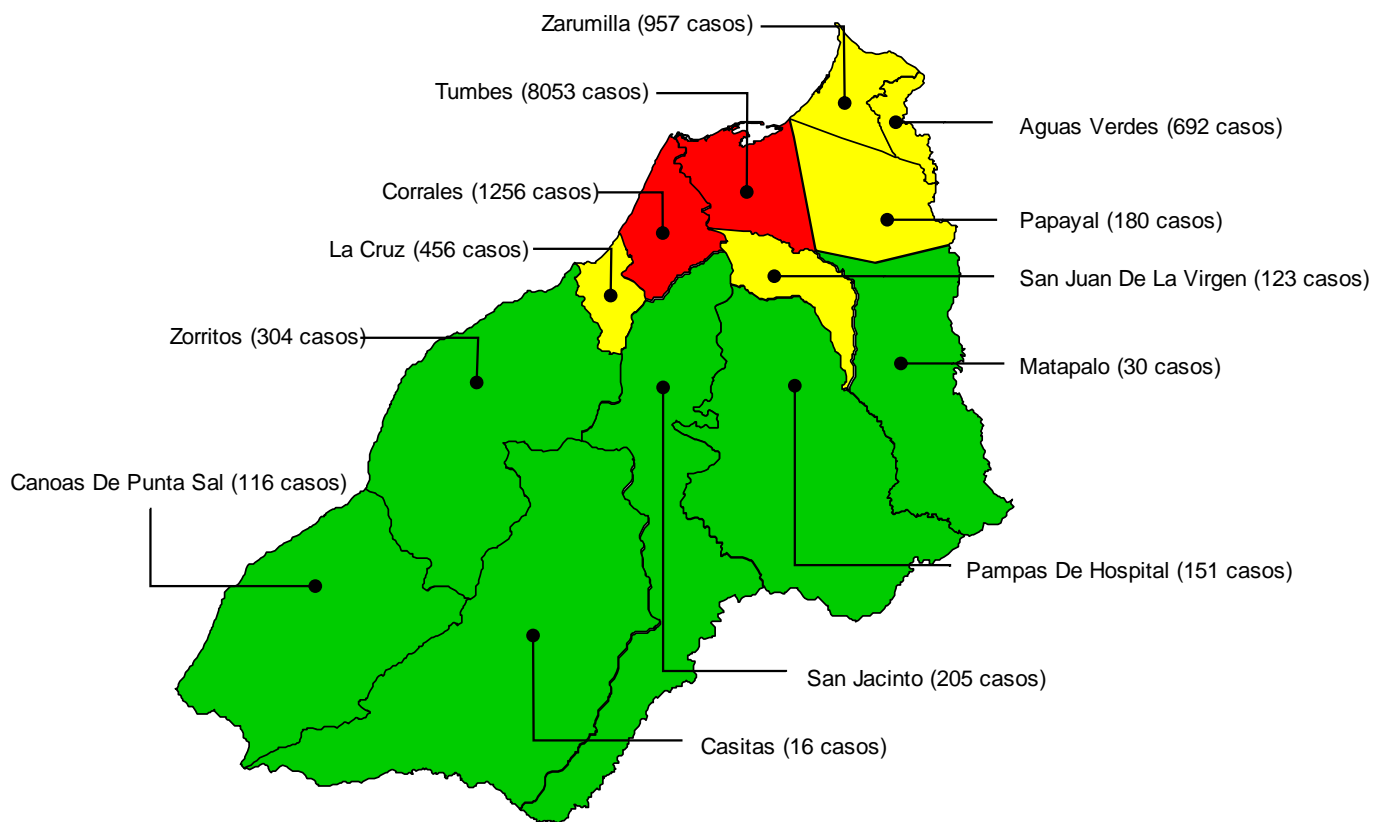 Zarumilla (957 casos)
Tumbes (8053 casos)
Aguas Verdes (692 casos)
Corrales (1256 casos)
Papayal (180 casos)
La Cruz (456 casos)
San Juan De La Virgen (123 casos)
Zorritos (304 casos)
Matapalo (30 casos)
Canoas De Punta Sal (116 casos)
Pampas De Hospital (151 casos)
San Jacinto (205 casos)
Casitas (16 casos)